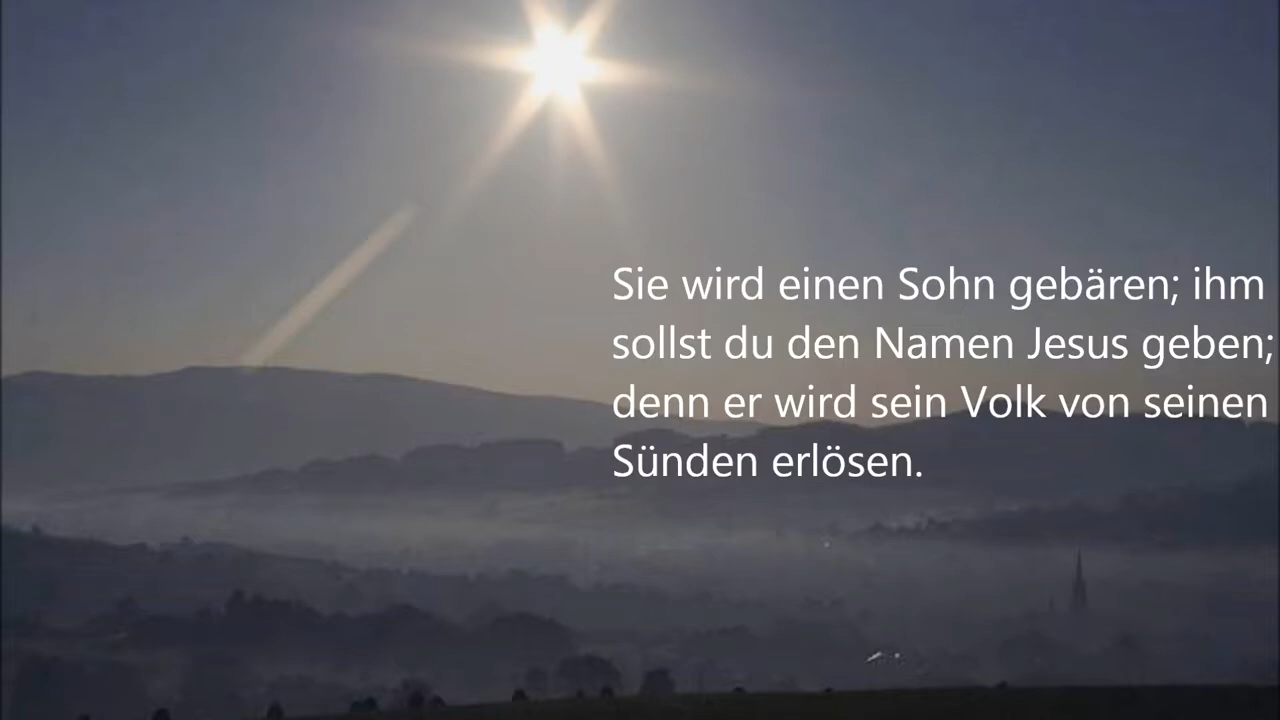 Sie wird einen Sohn gebären; ihm
sollst du den Namen Jesus geben;
denn er wird sein Volk von seinen
Sünden erlösen.